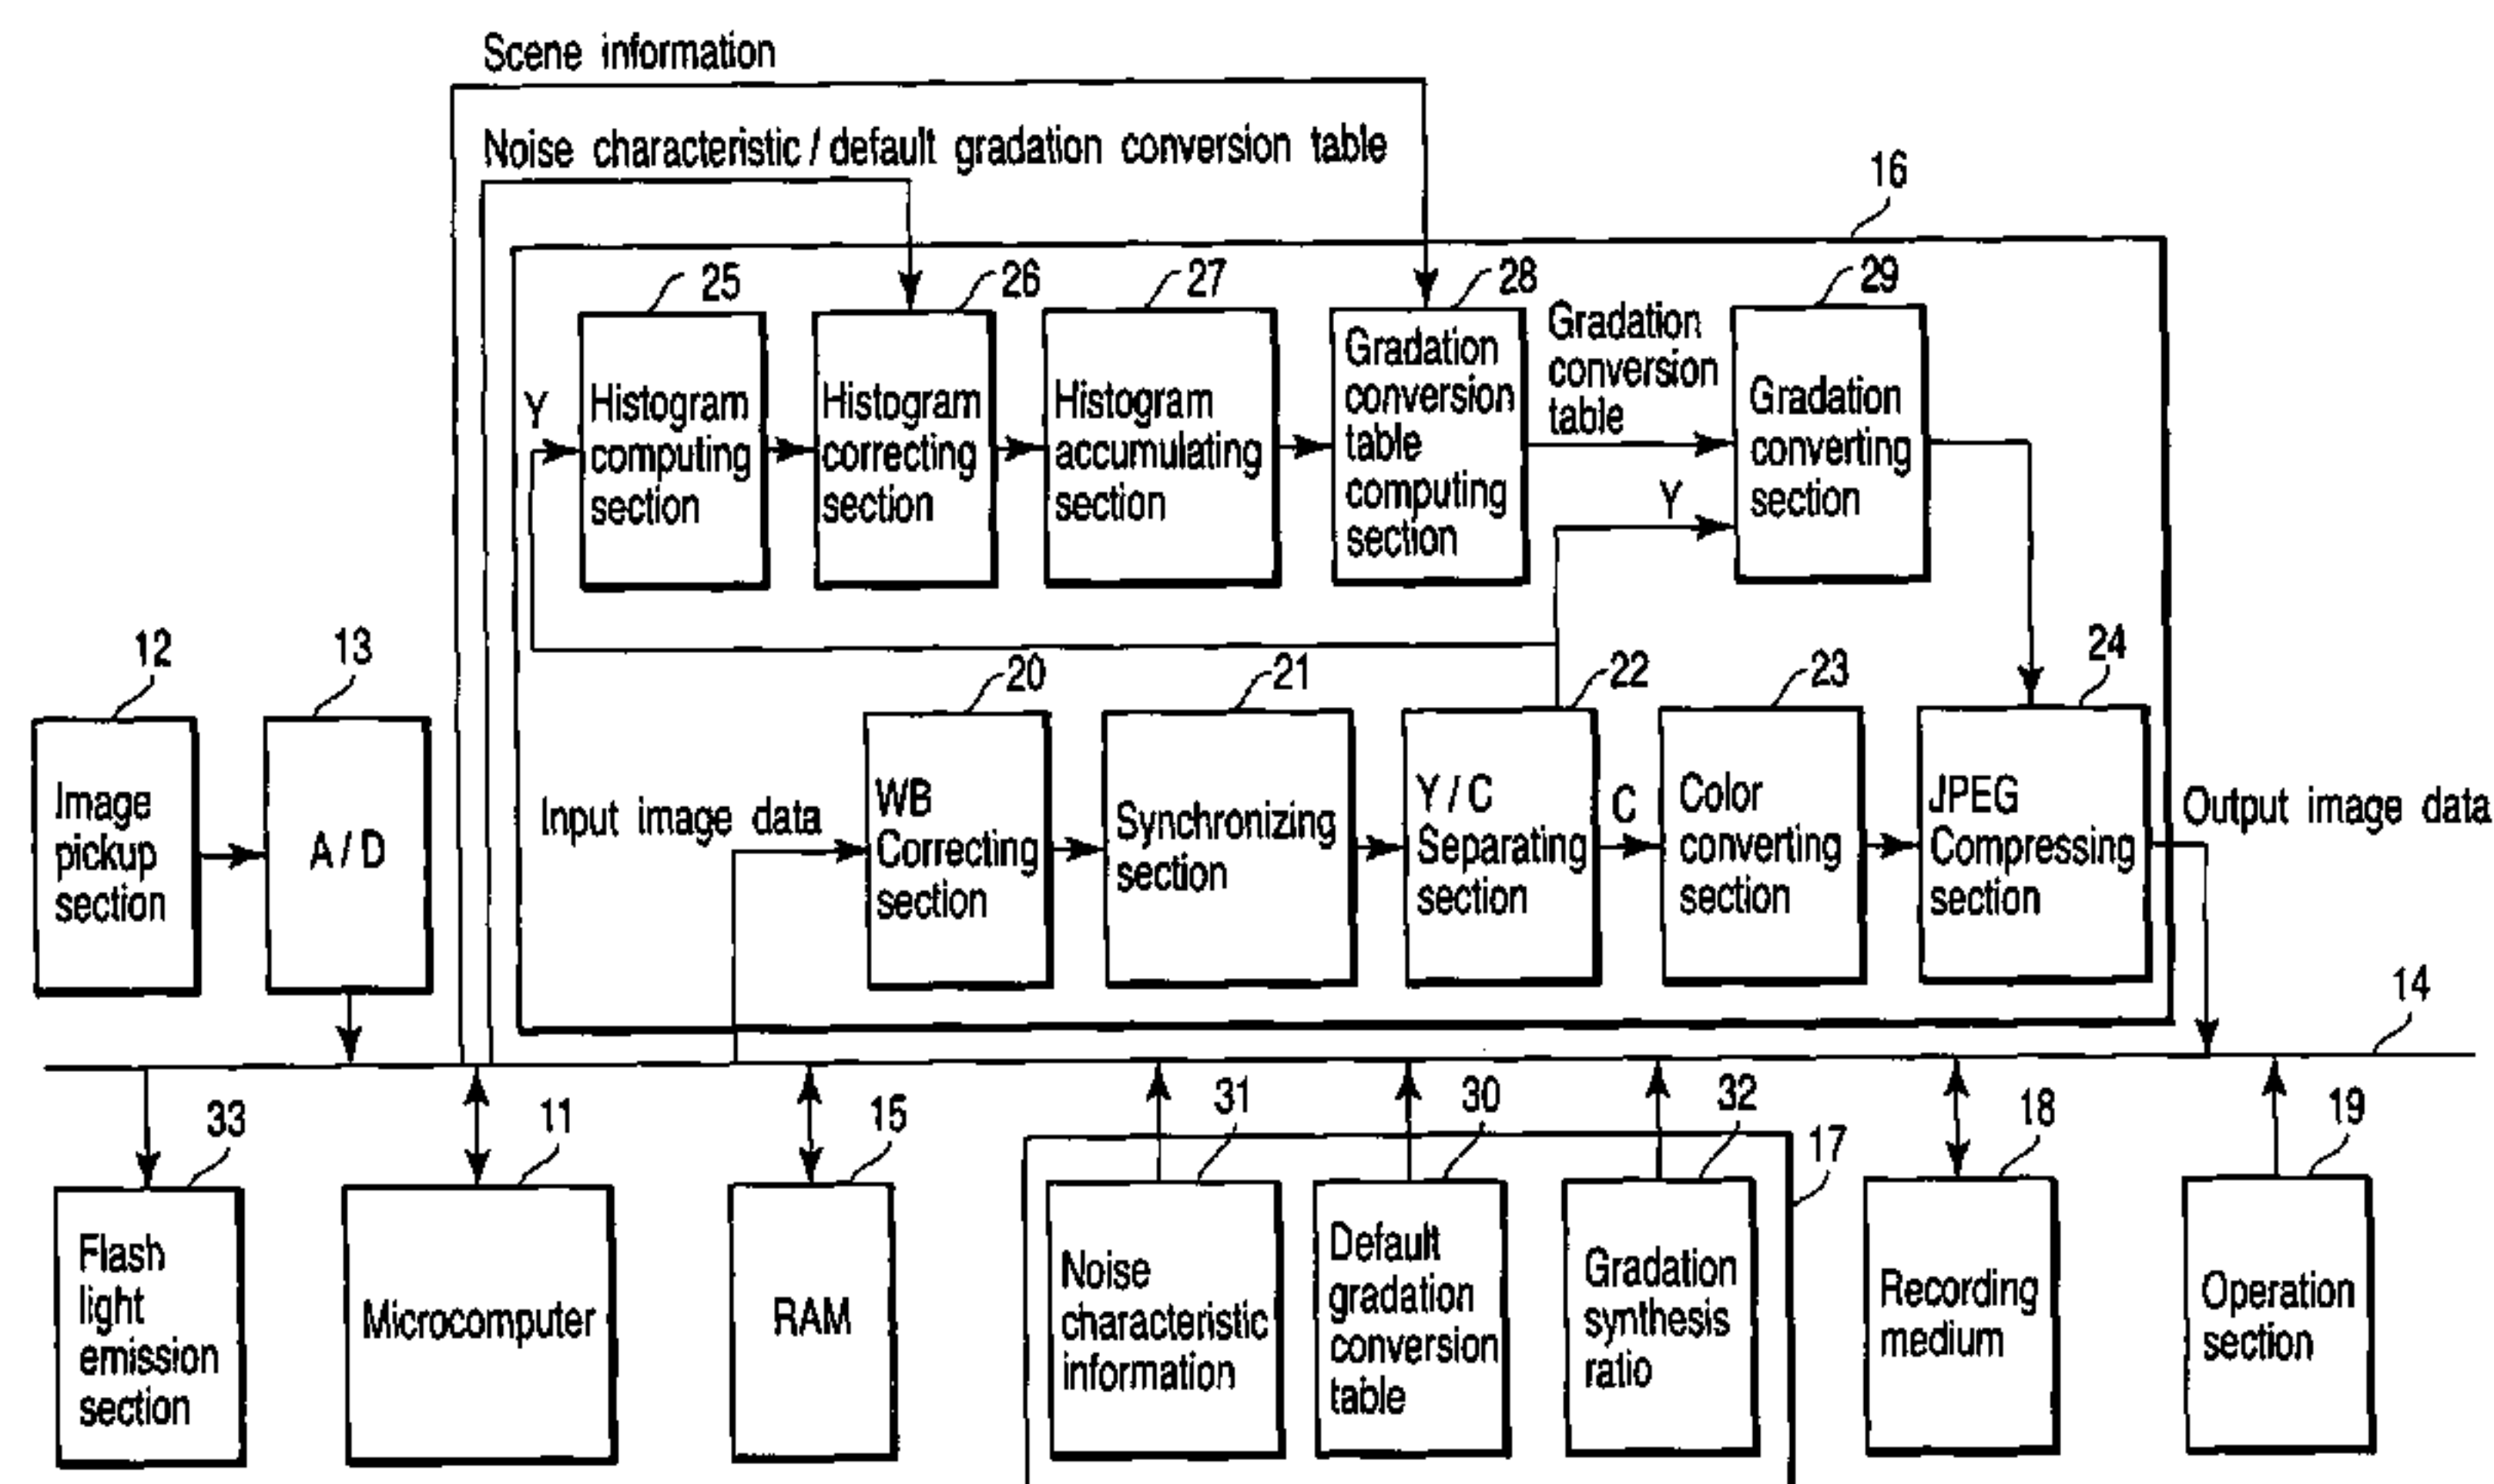 Scene information
Noise characteristic / default gradation conversion table
16
25
26
27
28
29
Y
Histogram
computing
section
Histogram
correcting
section
Histogram
accumulating
section
Gradation
conversion
table
computing
section
Gradation
conversion
table
Y
Gradation
converting
section
12
13
20
21
22
23
24
Image
pickup
section
A / D
Input image data
WB
Correcting
section
Synchronizing
section
Y / C
Separating
section
C
Color
converting
section
JPEG
Compressing
section
Output image data
14
33
11
15
31
30
32
17
18
19
Flash
light
emission
section
Microcomputer
RAM
Noise
characteristic
information
Default
gradation
conversion
table
Gradation
synthesis
ratio
Recording
medium
Operation
section